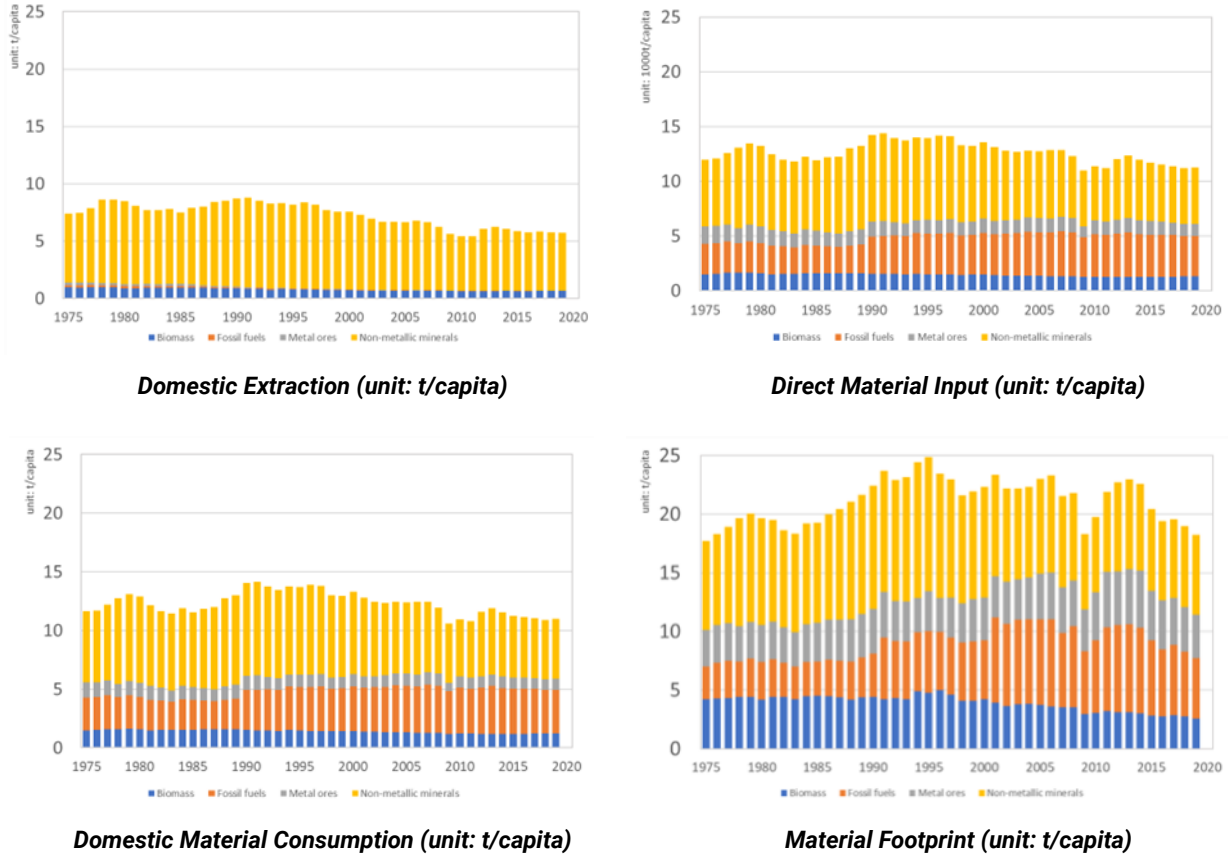 unit: t/capita
25
20
15
10
5
0
1975 1980 1985 1990 1995 2000 2005 2010 2015 2020
Biomass Fossil fuels Metal ores Non-metallic minerals
Domestic Extraction (unit: t/capita)
unit: 1000t/capita
25
20
15
10
5
0
1975 1980 1985 1990 1995 2000 2005 2010 2015 2020
Biomass Fossil fuels Metal ores Non-metallic minerals
Direct Material Input (unit: t/capita)
unit: t/capita
25
20
15
10
5
0
1975 1980 1985 1990 1995 2000 2005 2010 2015 2020
Biomass Fossil fuels Metal ores Non-metallic minerals
Domestic Material Consumption (unit: t/capita)
unit: t/capita
25
20
15
10
5
0
1975 1980 1985 1990 1995 2000 2005 2010 2015 2020
Biomass Fossil fuels Metal ores Non-metallic minerals
Material Footprint (unit: t/capita)